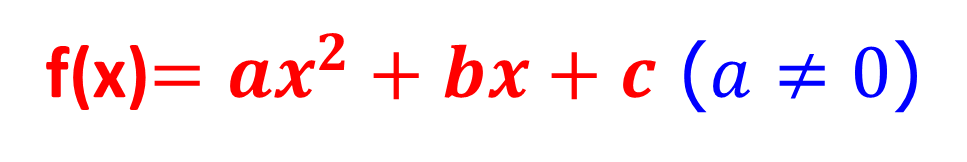 f(x)= ax² + bx + c (a ≠ 0)